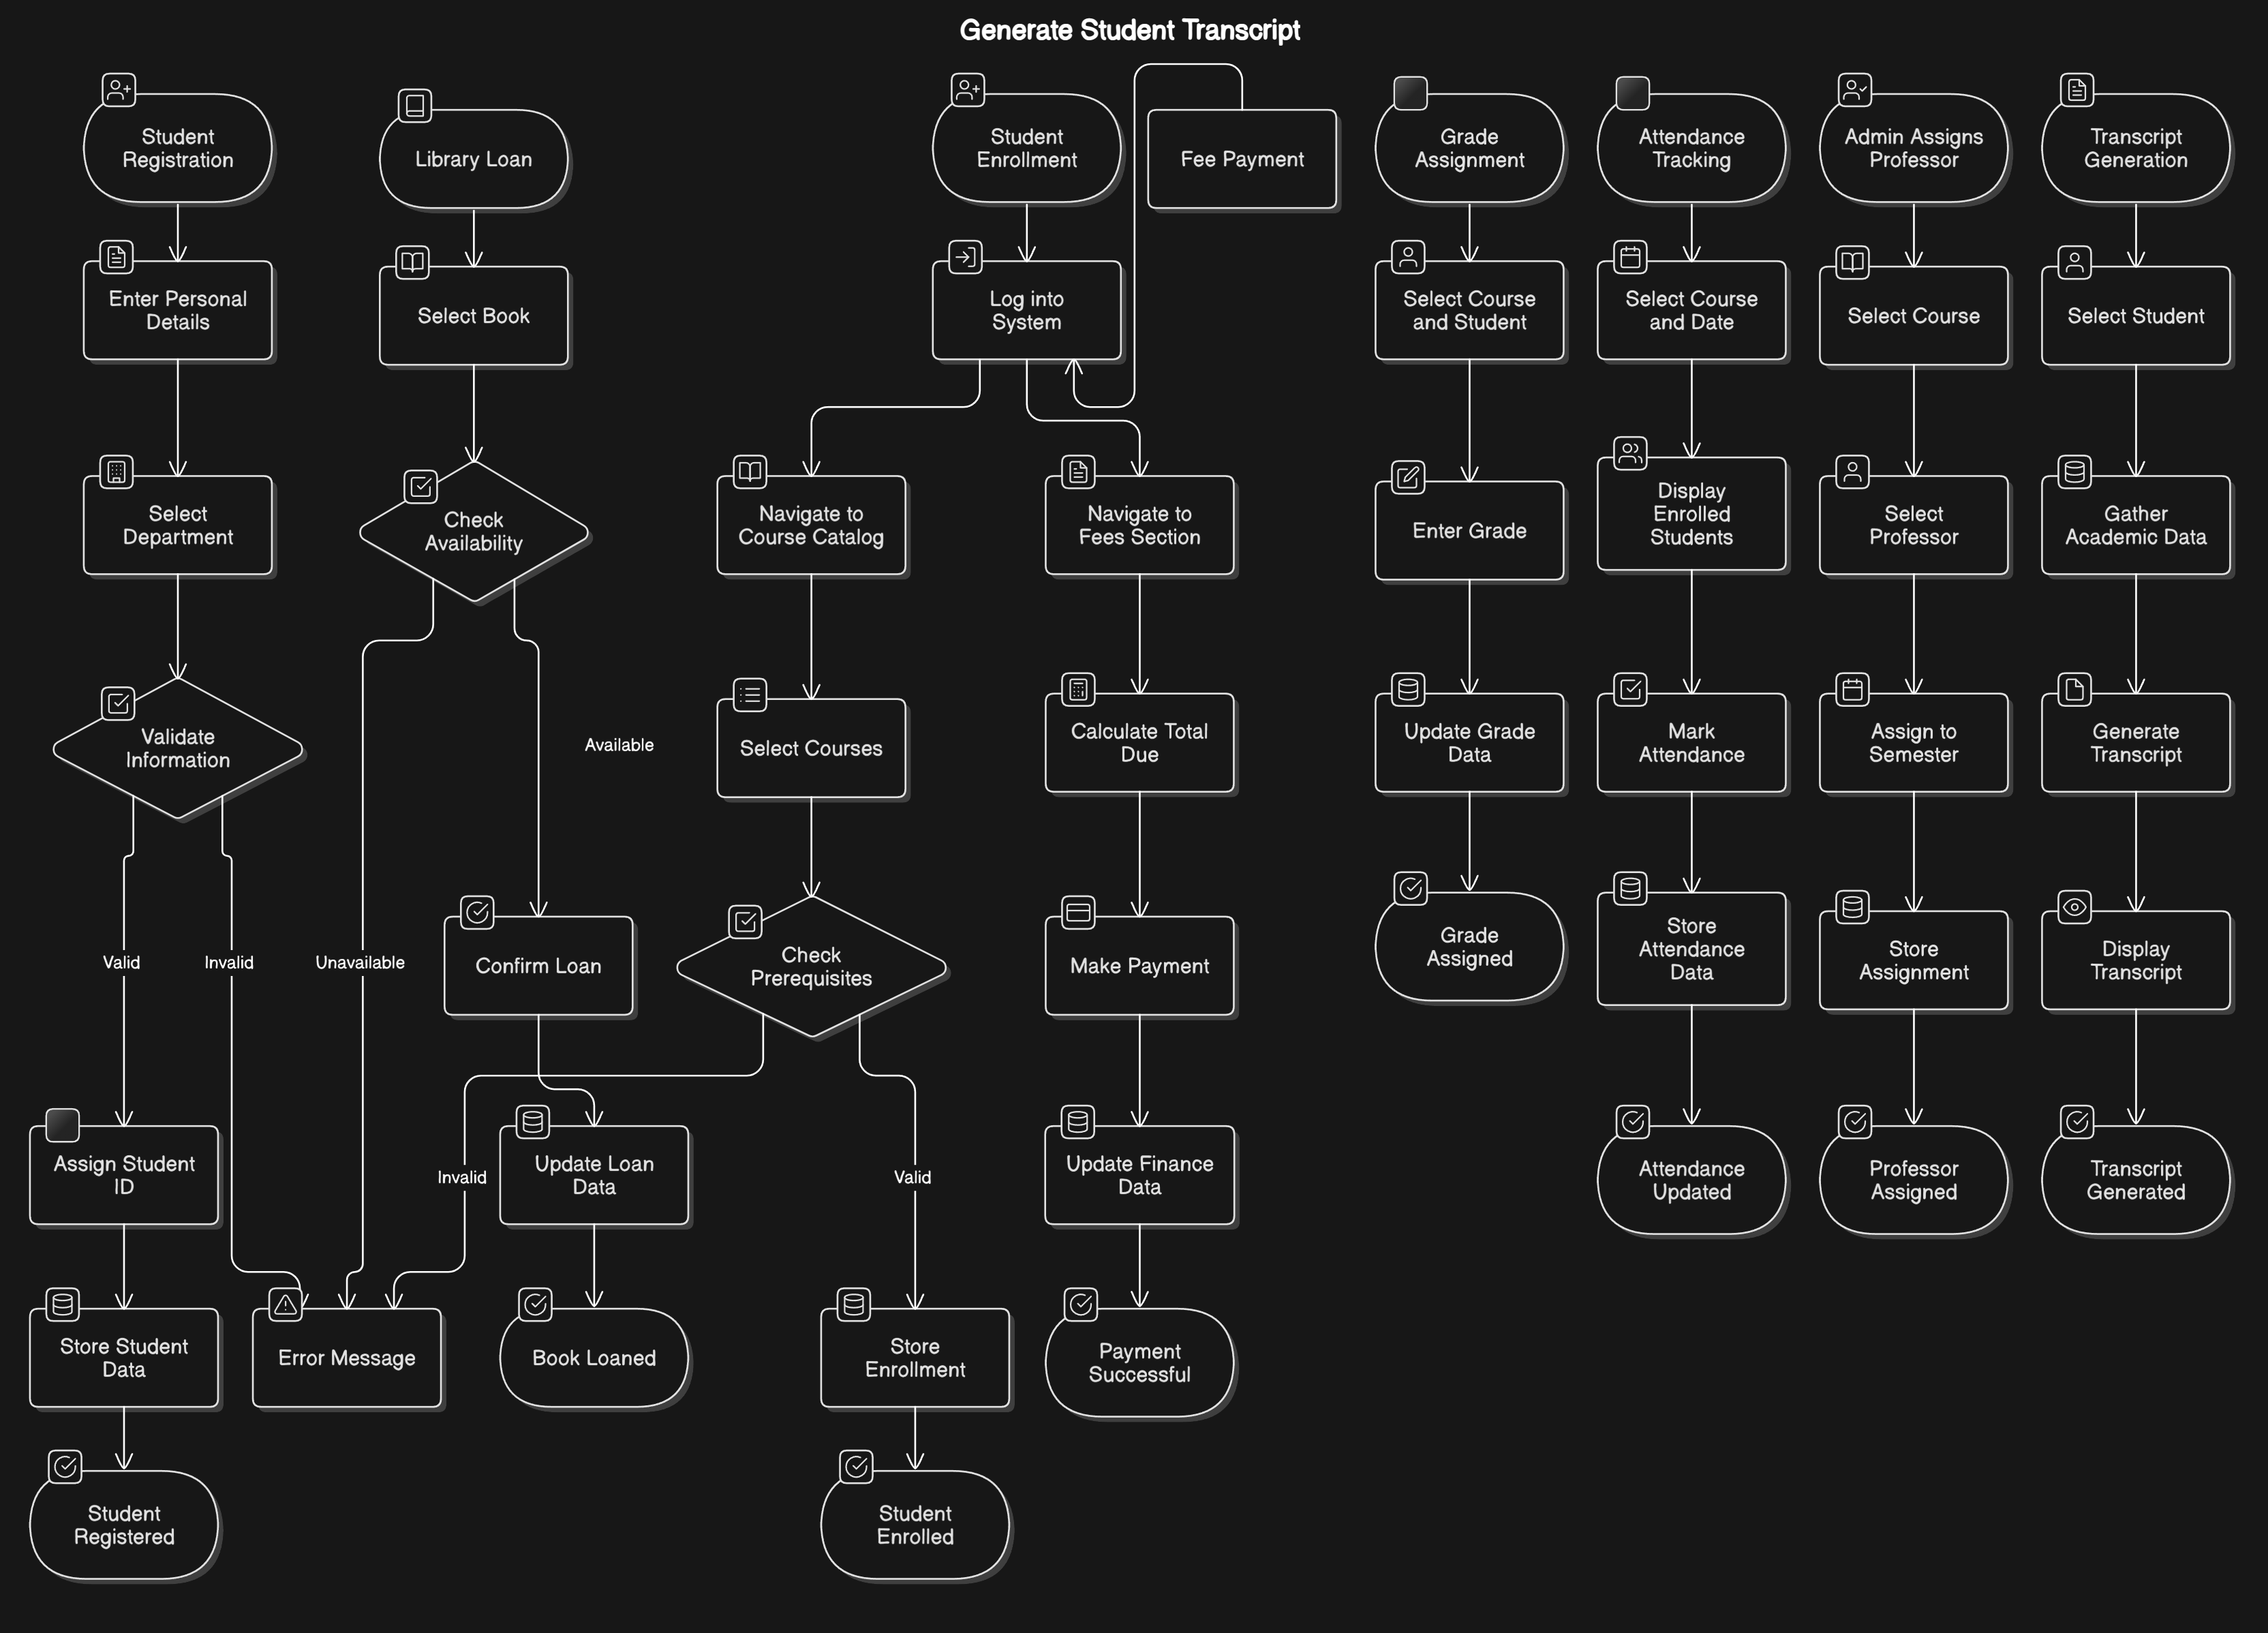 Generate Student Transcript
Student
Registration
Library Loan
Student
Enrollment
Fee Payment
Grade
Assignment
Attendance
Tracking
Admin Assigns
Professor
Transcript
Generation
Enter Personal
Details
Select Book
Log into
System
Select Course
and Student
Select Course
and Date
Select Course
Select Student
Select
Department
Check
Availability
Navigate to
Course Catalog
Navigate to
Fees Section
Enter Grade
Display
Enrolled
Students
Select
Professor
Gather
Academic Data
Validate
Information
Available
Select Courses
Calculate Total
Due
Update Grade
Data
Mark
Attendance
Assign to
Semester
Generate
Transcript
Valid
Invalid
Unavailable
Confirm Loan
Check
Prerequisites
Make Payment
Grade
Assigned
Store
Attendance
Data
Store
Assignment
Display
Transcript
Assign Student
ID
Invalid
Update Loan
Data
Valid
Update Finance
Data
Attendance
Updated
Professor
Assigned
Transcript
Generated
Store Student
Data
Error Message
Book Loaned
Store
Enrollment
Payment
Successful
Student
Registered
Student
Enrolled